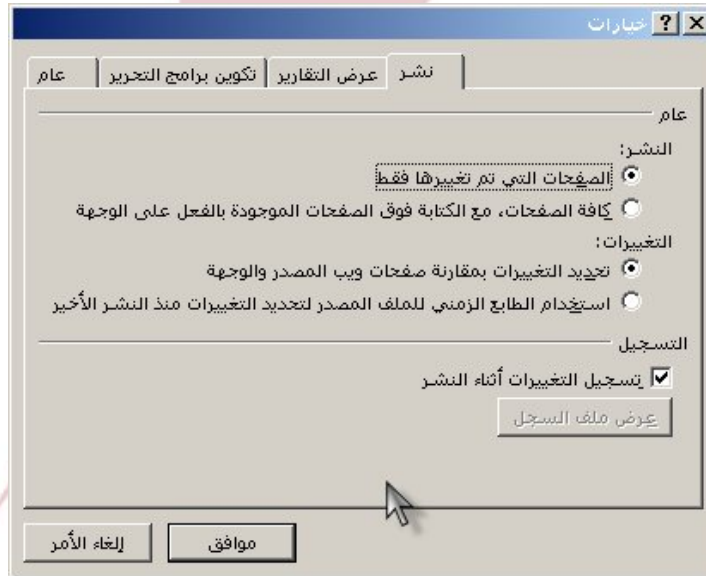 خيارات
نشر عرض التقارير تكوين برامج التحرير عام
عام
النشر:
الصفحات التي تم تغييرها فقط
كافة الصفحات، مع الكتابة فوق الصفحات الموجودة بالفعل على الوجهة
التغييرات:
تحديد التغييرات بمقارنة صفحات ويب المصدر والوجهة
استخدام الطابع الزمني للملف المصدر لتحديد التغييرات منذ النشر الأخير
التسجيل
تسجيل التغييرات أثناء النشر
عرض ملف السجل
موافق إلغاء الأمر